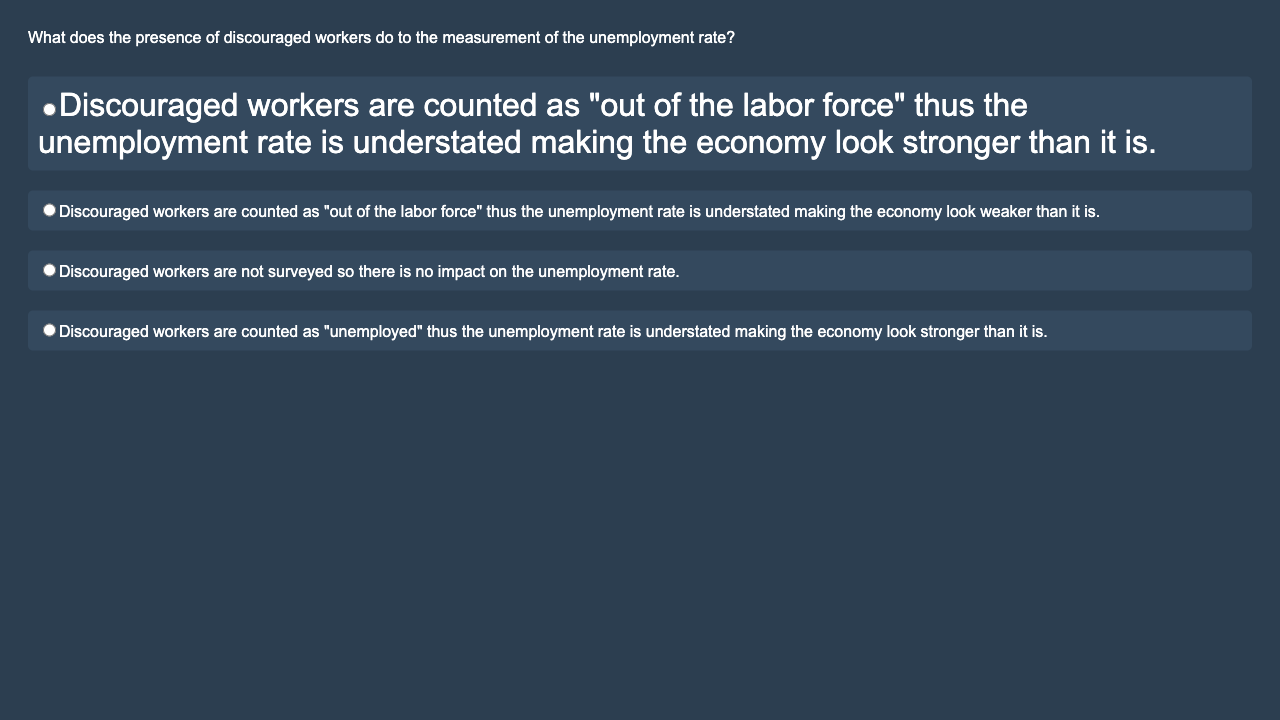 What does the presence of discouraged workers do to the measurement of the unemployment rate?
Discouraged workers are counted as "out of the labor force" thus the
unemployment rate is understated making the economy look stronger than it is.
Discouraged workers are counted as "out of the labor force" thus the unemployment rate is understated making the economy look weaker than it is.
Discouraged workers are not surveyed so there is no impact on the unemployment rate.
Discouraged workers are counted as "unemployed" thus the unemployment rate is understated making the economy look stronger than it is.